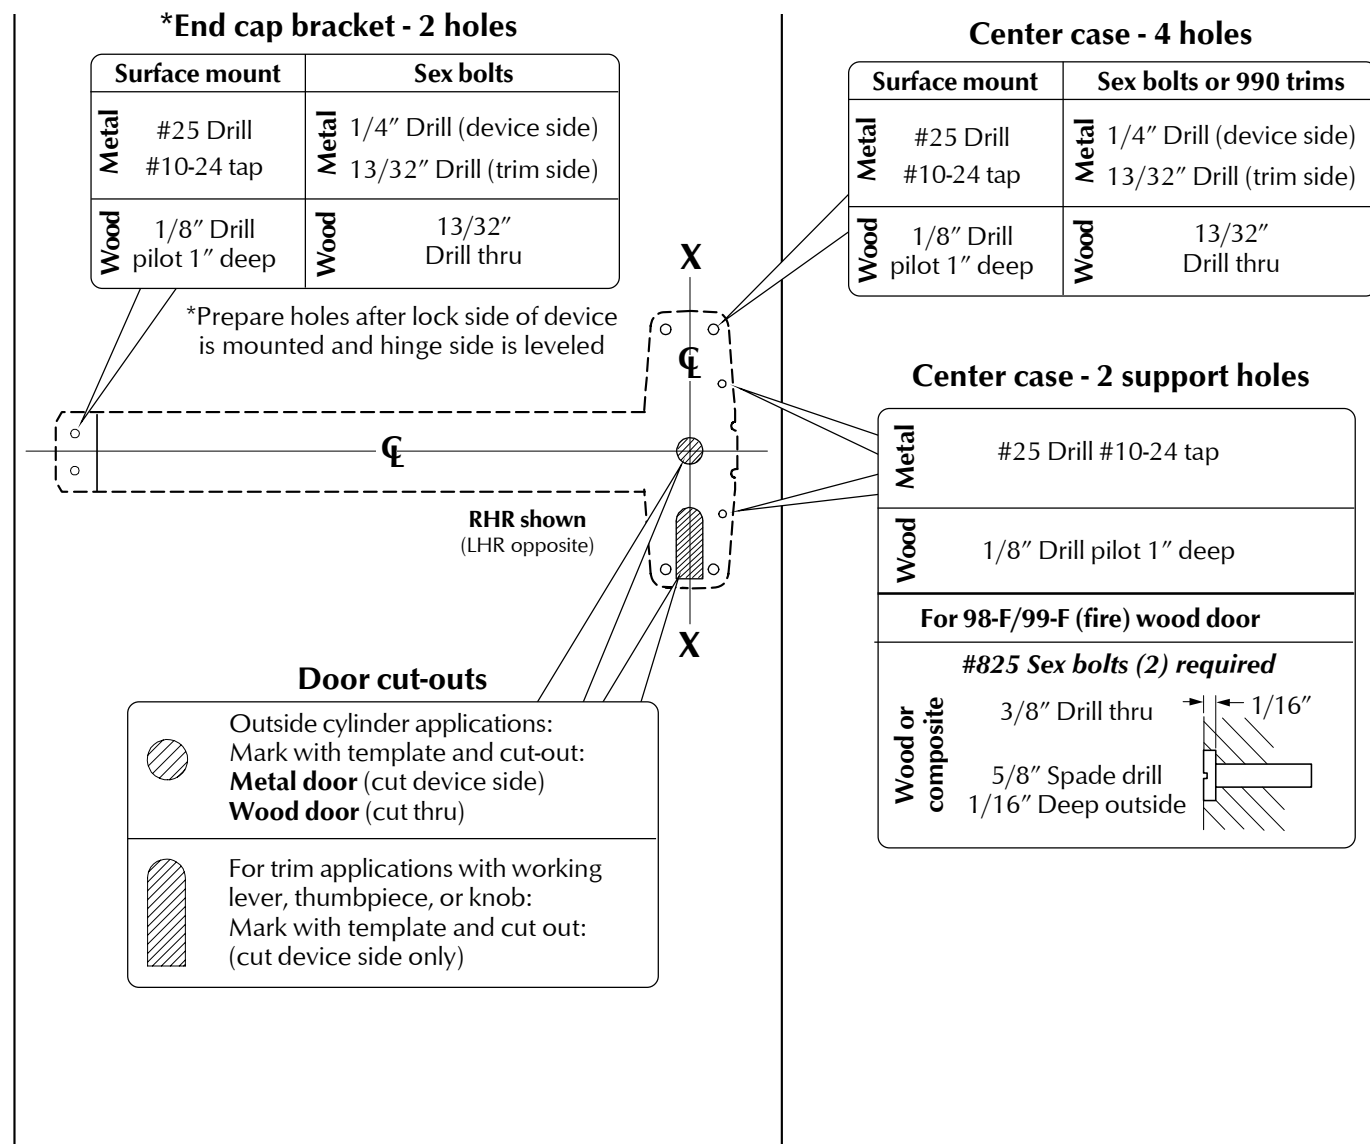 *End cap bracket - 2 holes
Surface mount
Sex bolts
Metal
#25 Drill
#10-24 tap
Metal
1/4″ Drill (device side)
13/32″ Drill (trim side)
Wood
1/8″ Drill
pilot 1″ deep
Wood
13/32″
Drill thru
*Prepare holes after lock side of device
is mounted and hinge side is leveled
Center case - 4 holes
Surface mount
Sex bolts or 990 trims
Metal
#25 Drill
#10-24 tap
Metal
1/4″ Drill (device side)
13/32″ Drill (trim side)
Wood
1/8″ Drill
pilot 1″ deep
Wood
13/32″
Drill thru
X
℄
℄
RHR shown
(LHR opposite)
X
Center case - 2 support holes
Metal
#25 Drill #10-24 tap
Wood
1/8″ Drill pilot 1″ deep
For 98-F/99-F (fire) wood door
#825 Sex bolts (2) required
Wood or
composite
3/8″ Drill thru
1/16″
5/8″ Spade drill
1/16″ Deep outside
Door cut-outs
Outside cylinder applications:
Mark with template and cut-out:
Metal door (cut device side)
Wood door (cut thru)
For trim applications with working
lever, thumbpiece, or knob:
Mark with template and cut out:
(cut device side only)